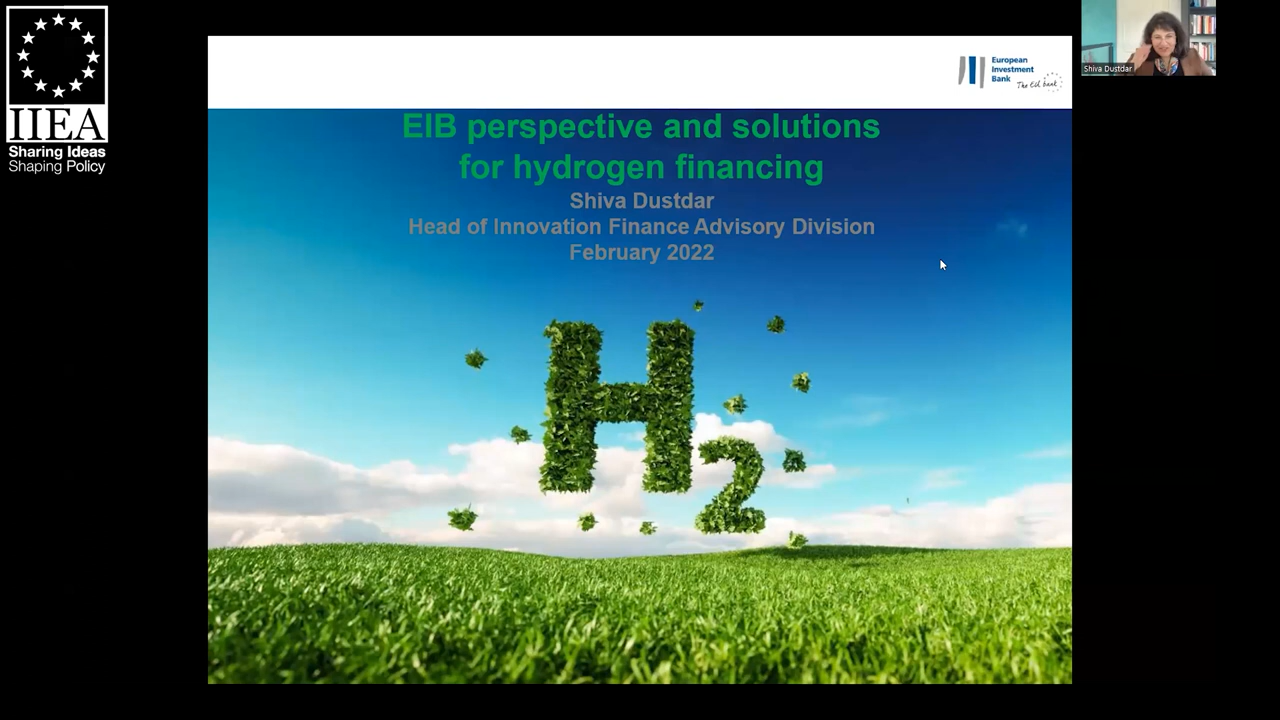 IIEA
Sharing Ideas
Shaping Policy
European
Investment
Bank
The EU bank
EIB perspective and solutions
for hydrogen financing
Shiva Dustdar
Head of Innovation Finance Advisory Division
February 2022
H2
Shiva Dustdar